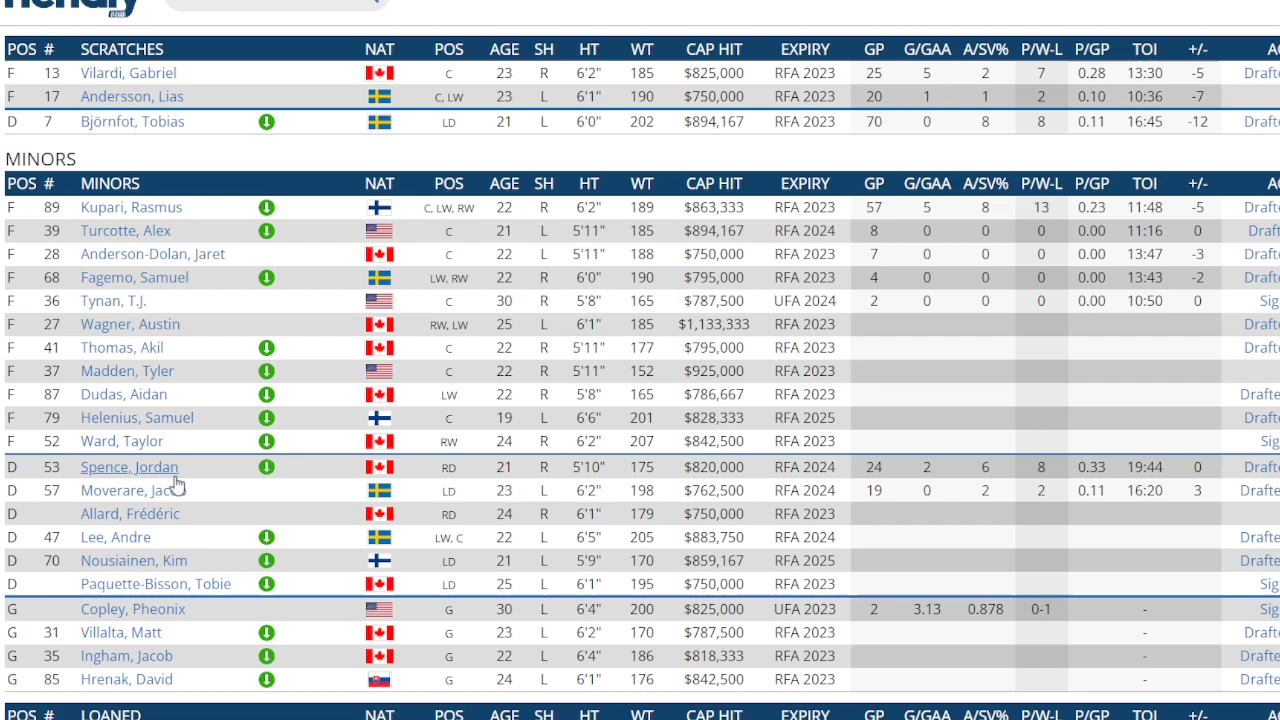 POS # SCRATCHES NAT POS AGE SH HT WT CAP HIT EXPIRY GP G/GAA A/SV% P/W-L P/GP TOI +/-
F 13 Vilardi, Gabriel C 23 R 6'2" 185 $825,000 RFA 2023 25 5 2 7 .28 13:30 -5 Drafte
F 17 Andersson, Lias C, LW 23 L 6'1" 190 $750,000 RFA 2023 20 1 1 2 .10 10:36 -7
D 7 Björnfot, Tobias LD 21 L 6'0" 202 $894,167 RFA 2023 70 0 8 8 .11 16:45 -12 Drafte
MINORS
POS # MINORS NAT POS AGE SH HT WT CAP HIT EXPIRY GP G/GAA A/SV% P/W-L P/GP TOI +/-
F 89 Kupari, Rasmus C, LW, RW 22 R 6'2" $863,333 RFA 2023 57 5 8 13 .23 11:48 -5 Drafte
F 39 Turcotte, Alex C 21 L 5'11" 185 $894,167 RFA 2024 8 0 0 0 0.00 11:16 0 Draft
F 28 Anderson-Dolan, Jaret C 22 L 5'11" $750,000 RFA 2023 7 0 0 0 0.00 13:47 -3 Drafte
F 68 Fagemo, Samuel LW, RW 22 R 6'0" $795,000 RFA 2023 4 0 0 0 0.00 13:43 -2 Drafte
F 36 Tynan, T.J. C 30 R 5'8" $787,500 UFA 2024 2 0 0 0 0.00 10:50 0 Sig
F 27 Wagner, Austin RW, LW 25 L 6'1" $1,133,333 RFA 2023 Drafte
F 41 Thomas, Akil C 22 R 5'11" $795,000 RFA 2023 Drafte
F 37 Madden, Tyler C 22 R 5'11" $925,000 RFA 2023 Drafte
F 87 Dudas, Aidan LW 22 R 5'8" $786,667 RFA 2023 Drafte
F 79 Helenius, Samuel C 19 L 6'6" 201 $828,333 RFA 2025 Drafte
F 52 Ward, Taylor RW 24 R 6'2" 207 $842,500 RFA 2023 Sig
D 53 Spence, Jordan RD 21 R 5'10" 175 $820,000 RFA 2024 24 2 6 8 0.33 19:44 0 Drafte
D 57 Moverare, LD 23 L 6'2" 198 $762,500 RFA 2024 19 0 2 2 .11 16:20 3 Drafte
D Allard, Frédéric RD 24 R 6'1" 179 $750,000 RFA 2023
D 47 Lee, Andre LW, C 22 L 6'5" 205 $883,750 RFA 2024 Drafte
D 70 Nousiainen, Kim LD 21 L 5'9" $859,167 RFA 2025 Drafte
D Paquette-Bisson, Tobie LD 25 L 6'1" 195 $750,000 RFA 2023 Sig
G Copley, Pheonix G 30 L 6'4" $825,000 UFA 2023 2 3.13 0.878 0-1 - Sig
G 31 Villalta, Matt G 23 L 6'2" $787,500 RFA 2023 - Drafte
G 35 Ingham, Jacob G 22 L 6'4" $818,333 RFA 2023 - Drafte
G 85 Hrenak, David G 24 L 6'1" $842,500 RFA 2023 - Drafte
POS # LOANED NAT POS AGE SH HT WT CAP HIT EXPIRY GP G/GAA A/SV% P/W-L P/GP TOI +/-